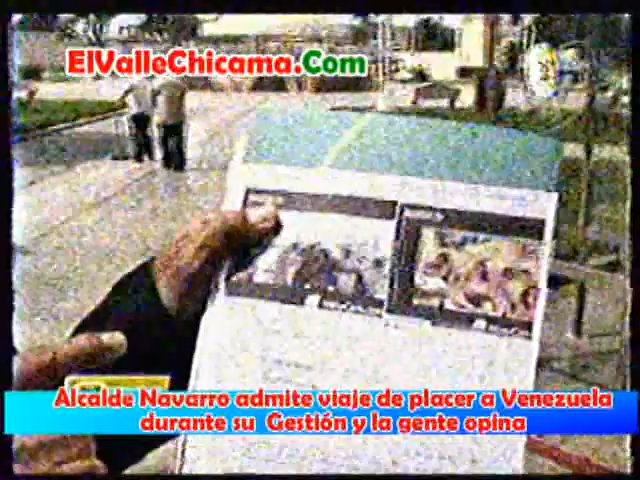 ElValleChicama.Com
Alcalde Navarro admite viaje de placer a Venezuela
durante su Gestión y la gente opina